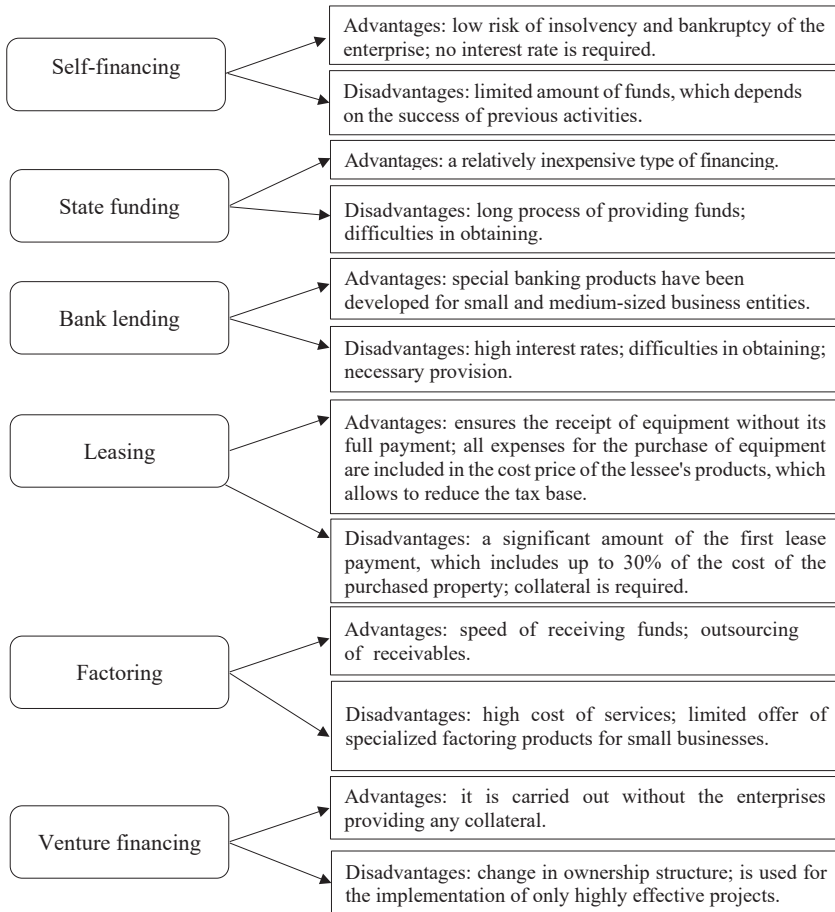 Self-financing
Advantages: low risk of insolvency and bankruptcy of the
enterprise; no interest rate is required.
Disadvantages: limited amount of funds, which depends
on the success of previous activities.
State funding
Advantages: a relatively inexpensive type of financing.
Disadvantages: long process of providing funds;
difficulties in obtaining.
Bank lending
Advantages: special banking products have been
developed for small and medium-sized business entities.
Disadvantages: high interest rates; difficulties in obtaining;
necessary provision.
Leasing
Advantages: ensures the receipt of equipment without its
full payment; all expenses for the purchase of equipment
are included in the cost price of the lessee's products, which
allows to reduce the tax base.
Disadvantages: a significant amount of the first lease
payment, which includes up to 30% of the cost of the
purchased property; collateral is required.
Factoring
Advantages: speed of receiving funds; outsourcing
of receivables.
Disadvantages: high cost of services; limited offer of
specialized factoring products for small businesses.
Venture financing
Advantages: it is carried out without the enterprises
providing any collateral.
Disadvantages: change in ownership structure; is used for
the implementation of only highly effective projects.